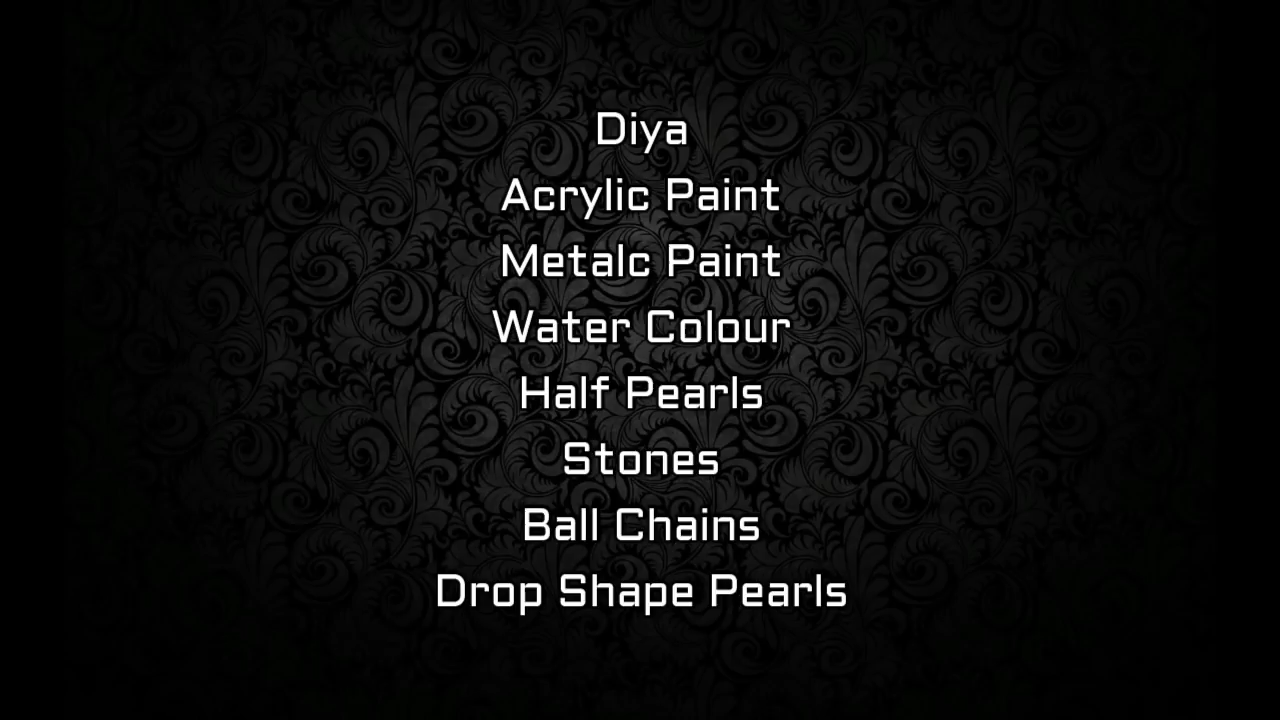 Diya
Acrylic Paint
Metalc Paint
Water Colour
Half Pearls
Stones
Ball Chains
Drop Shape Pearls